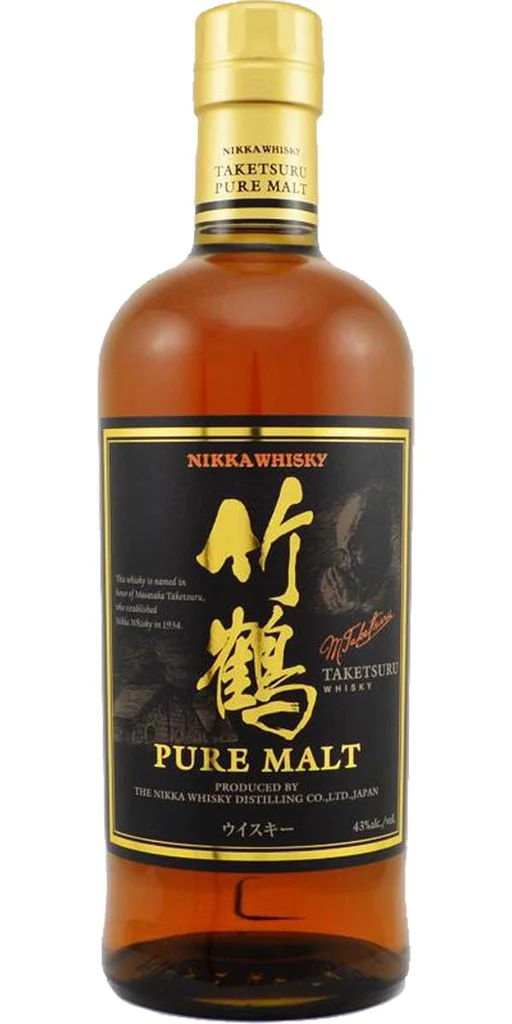 NIKKA WHISKY
TAKETSURU
PURE MALT
NIKKA WHISKY
竹鶴
This whisky is named in
honor of Masataka Taketsuru,
who established
Nikka Whisky in 1934.
M.Taketsuru
TAKETSURU
WHISKY
PURE MALT
PRODUCED BY
THE NIKKA WHISKY DISTILLING CO.,LTD.,JAPAN
ウイスキー
43%alc./vol.